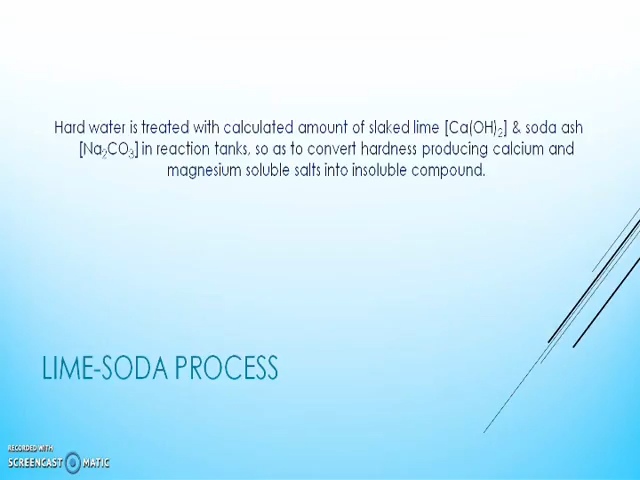 Hard water is treated with calculated amount of slaked lime [Ca(OH)₂] & soda ash
[Na₂CO₃] in reaction tanks, so as to convert hardness producing calcium and
magnesium soluble salts into insoluble compound.
LIME-SODA PROCESS
RECORDED WITH
SCREENCAST MATIC